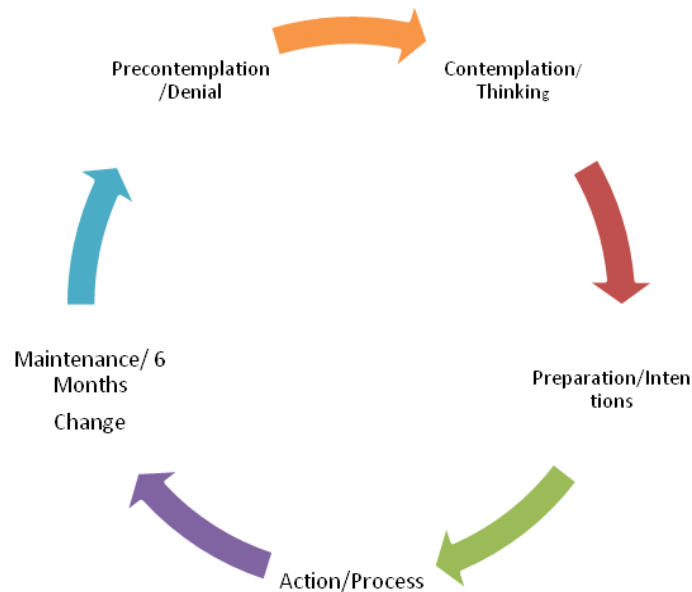 Precontemplation
/Denial
Contemplation/
Thinking
Preparation/Inten
tions
Action/Process
Maintenance/ 6
Months
Change